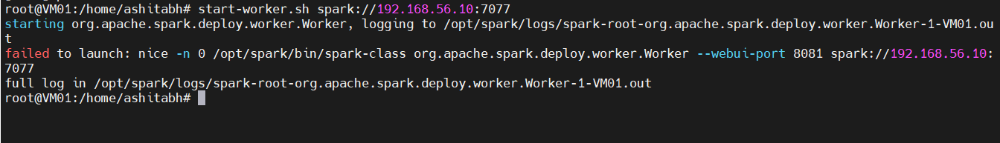 root@VM01:/home/ashitabh# start-worker.sh spark://192.168.56.10:7077
starting org.apache.spark.deploy.worker.Worker, logging to /opt/spark/logs/spark-root-org.apache.spark.deploy.worker.Worker-1-VM01.ou
t
failed to launch: nice -n 0 /opt/spark/bin/spark-class org.apache.spark.deploy.worker.Worker --webui-port 8081 spark://192.168.56.10:
7077
full log in /opt/spark/logs/spark-root-org.apache.spark.deploy.worker.Worker-1-VM01.out
root@VM01:/home/ashitabh#